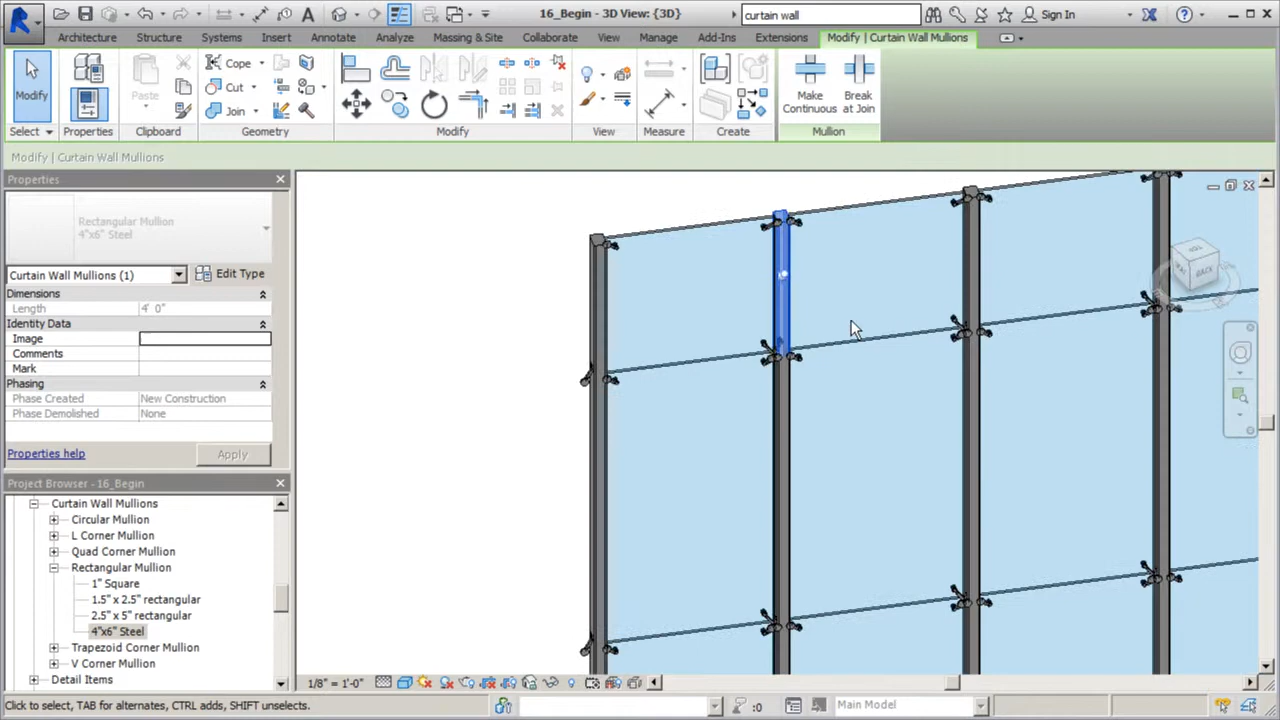 16_Begin - 3D View: {3D}
curtain wall
Sign In
Architecture
Structure
Systems
Insert
Annotate
Analyze
Massing & Site
Collaborate
View
Manage
Add-Ins
Extensions
Modify | Curtain Wall Mullions
Modify
Paste
Cope
Cut
Join
Make
Continuous
Break
at Join
Select
Properties
Clipboard
Geometry
Modify
View
Measure
Create
Mullion
Modify | Curtain Wall Mullions
Properties
Rectangular Mullion
4"x6" Steel
Curtain Wall Mullions (1)
Edit Type
Dimensions
Length
4' 0"
Identity Data
Image
Comments
Mark
Phasing
Phase Created
New Construction
Phase Demolished
None
Properties help
Apply
Project Browser - 16_Begin
Curtain Wall Mullions
Circular Mullion
L Corner Mullion
Quad Corner Mullion
Rectangular Mullion
1" Square
1.5" x 2.5" rectangular
2.5" x 5" rectangular
4"x6" Steel
Trapezoid Corner Mullion
V Corner Mullion
Detail Items
BACK
1/8" = 1'-0"
Click to select, TAB for alternates, CTRL adds, SHIFT unselects.
:0
Main Model